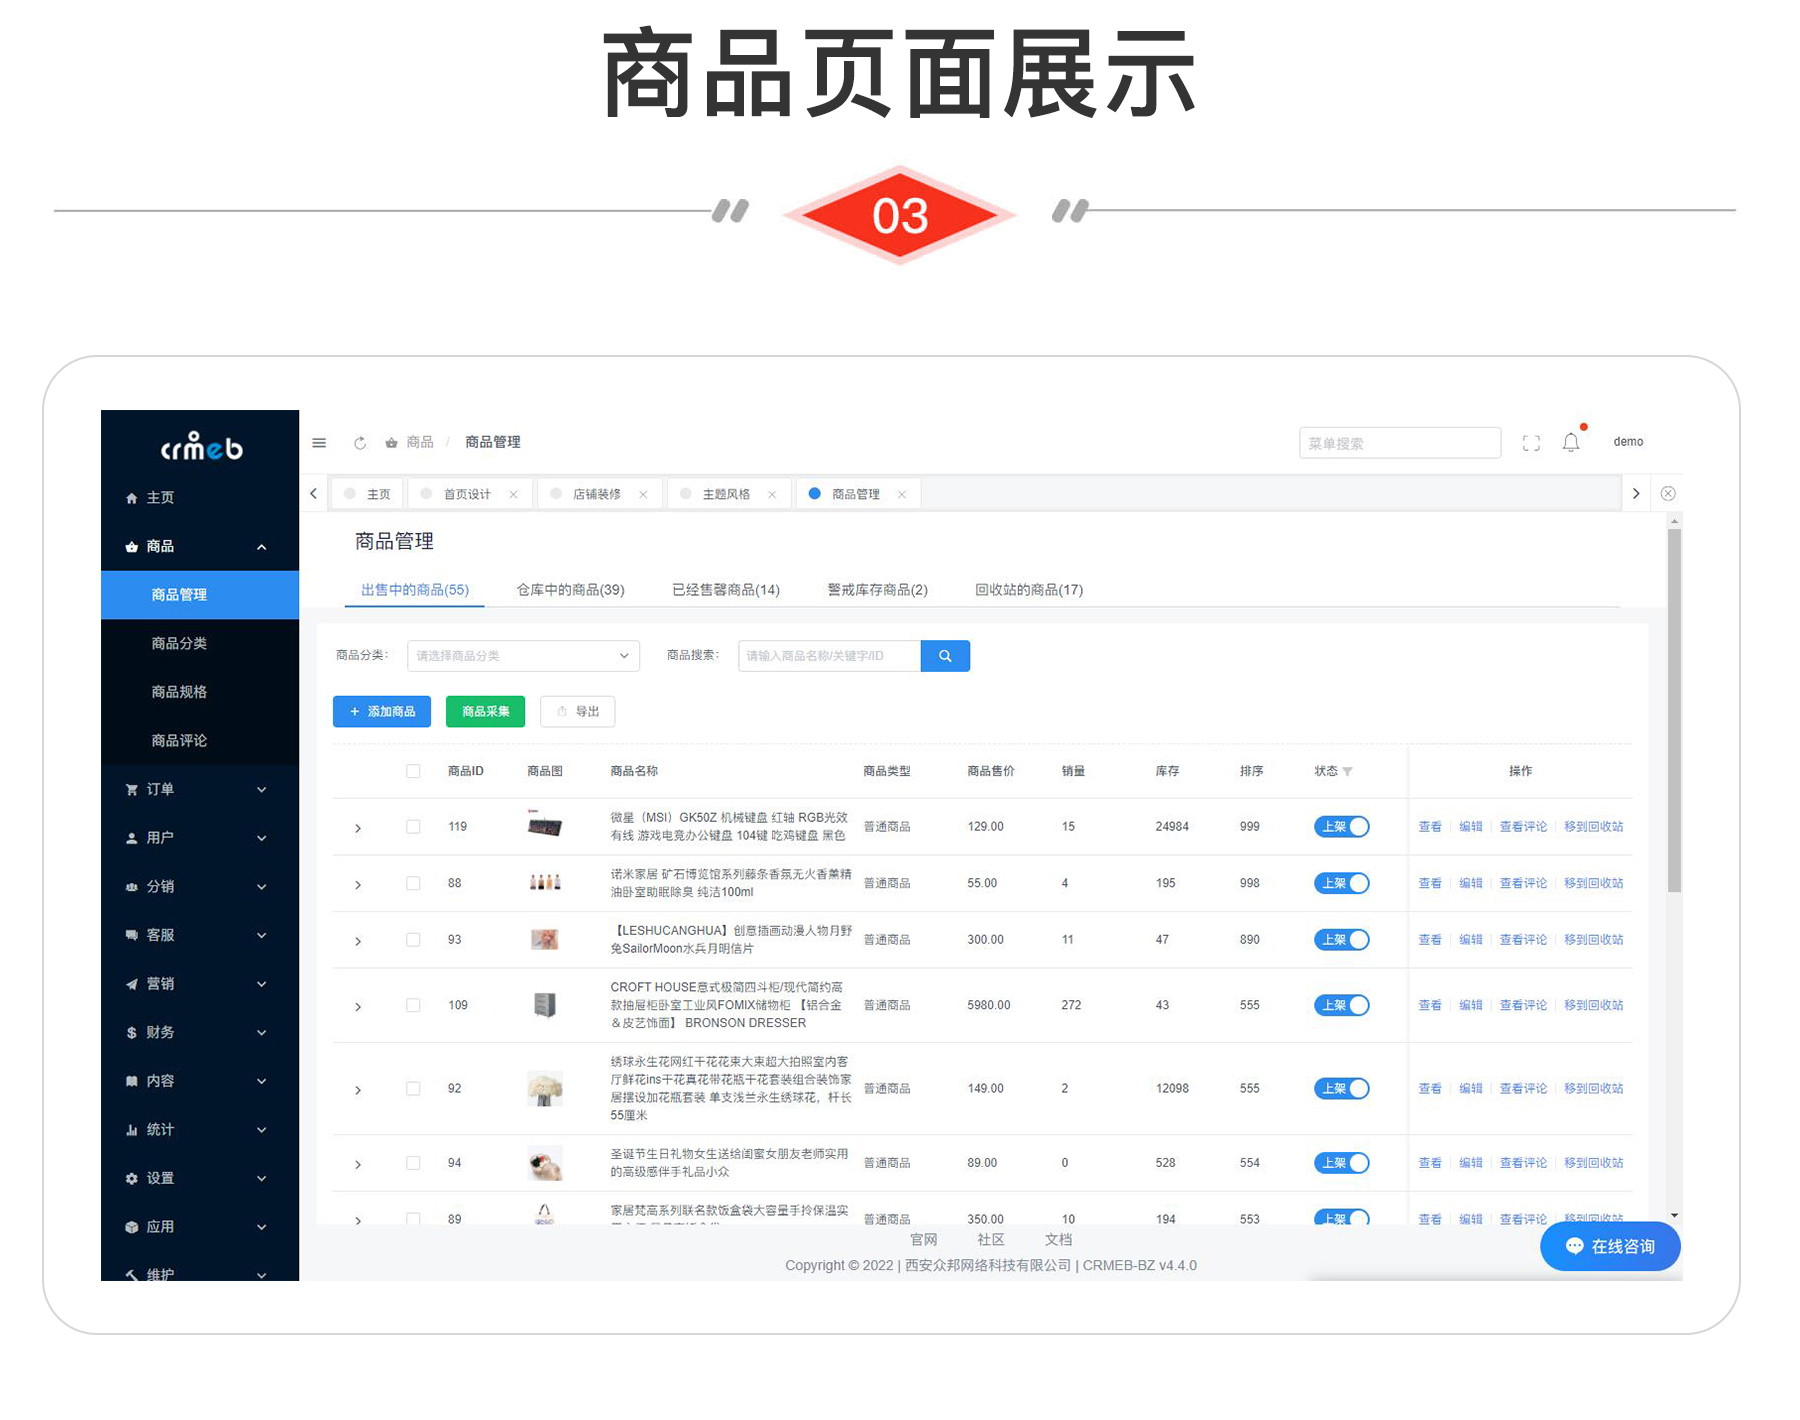 商品页面展示
03
crmeb
商品 / 商品管理
菜单搜索
demo
主页
首页设计
店铺装修
主题风格
商品管理
主页
商品
商品管理
商品分类
商品规格
商品评论
订单
用户
分销
客服
营销
财务
内容
统计
设置
应用
维护
商品管理
出售中的商品(55)
仓库中的商品(39)
已经售馨商品(14)
警戒库存商品(2)
回收站的商品(17)
商品分类：
请选择商品分类
商品搜索：
请输入商品名称/关键字/ID
+ 添加商品
商品采集
导出
商品ID 商品图 商品名称 商品类型 商品售价 销量 库存 排序 状态 操作
119
微星（MSI）GK50Z 机械键盘 红轴 RGB光效
有线 游戏电竞办公键盘 104键 吃鸡键盘 黑色
普通商品 129.00 15 24984 999 上架 查看 编辑 查看评论 移到回收站
88
诺米家居 矿石博览馆系列藤条香氛无火香薰精
油卧室助眠除臭 纯洁100ml
普通商品 55.00 4 195 998 上架 查看 编辑 查看评论 移到回收站
93
【LESHUCANGHUA】创意插画动漫人物月野
兔SailorMoon水兵月明信片
普通商品 300.00 11 47 890 上架 查看 编辑 查看评论 移到回收站
109
CROFT HOUSE意式极简四斗柜/现代简约高
款抽屉柜卧室工业风FOMIX储物柜 【铝合金
＆皮艺饰面】 BRONSON DRESSER
普通商品 5980.00 272 43 555 上架 查看 编辑 查看评论 移到回收站
92
绣球永生花网红干花花束大束超大拍照室内客
厅鲜花ins干花真花带花瓶干花套装组合装饰家
居摆设加花瓶套装 单支浅兰永生绣球花，杆长
55厘米
普通商品 149.00 2 12098 555 上架 查看 编辑 查看评论 移到回收站
94
圣诞节生日礼物女生送给闺蜜女朋友老师实用
的高级感伴手礼品小众
普通商品 89.00 0 528 554 上架 查看 编辑 查看评论 移到回收站
89
家居梵高系列联名款饭盒袋大容量手拎保温实
普通商品 350.00 10 194 553 上架 查看 编辑 查看评论 移到回收站
官网 社区 文档
Copyright © 2022 | 西安众邦网络科技有限公司 | CRMEB-BZ v4.4.0
在线咨询